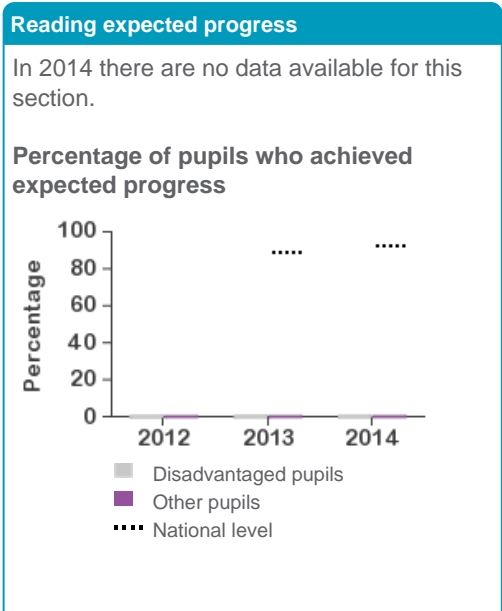 Reading expected progress
In 2014 there are no data available for this
section.
Percentage of pupils who achieved
expected progress
Percentage
100
80
60
40
20
0
2012 2013 2014
Disadvantaged pupils
Other pupils
National level